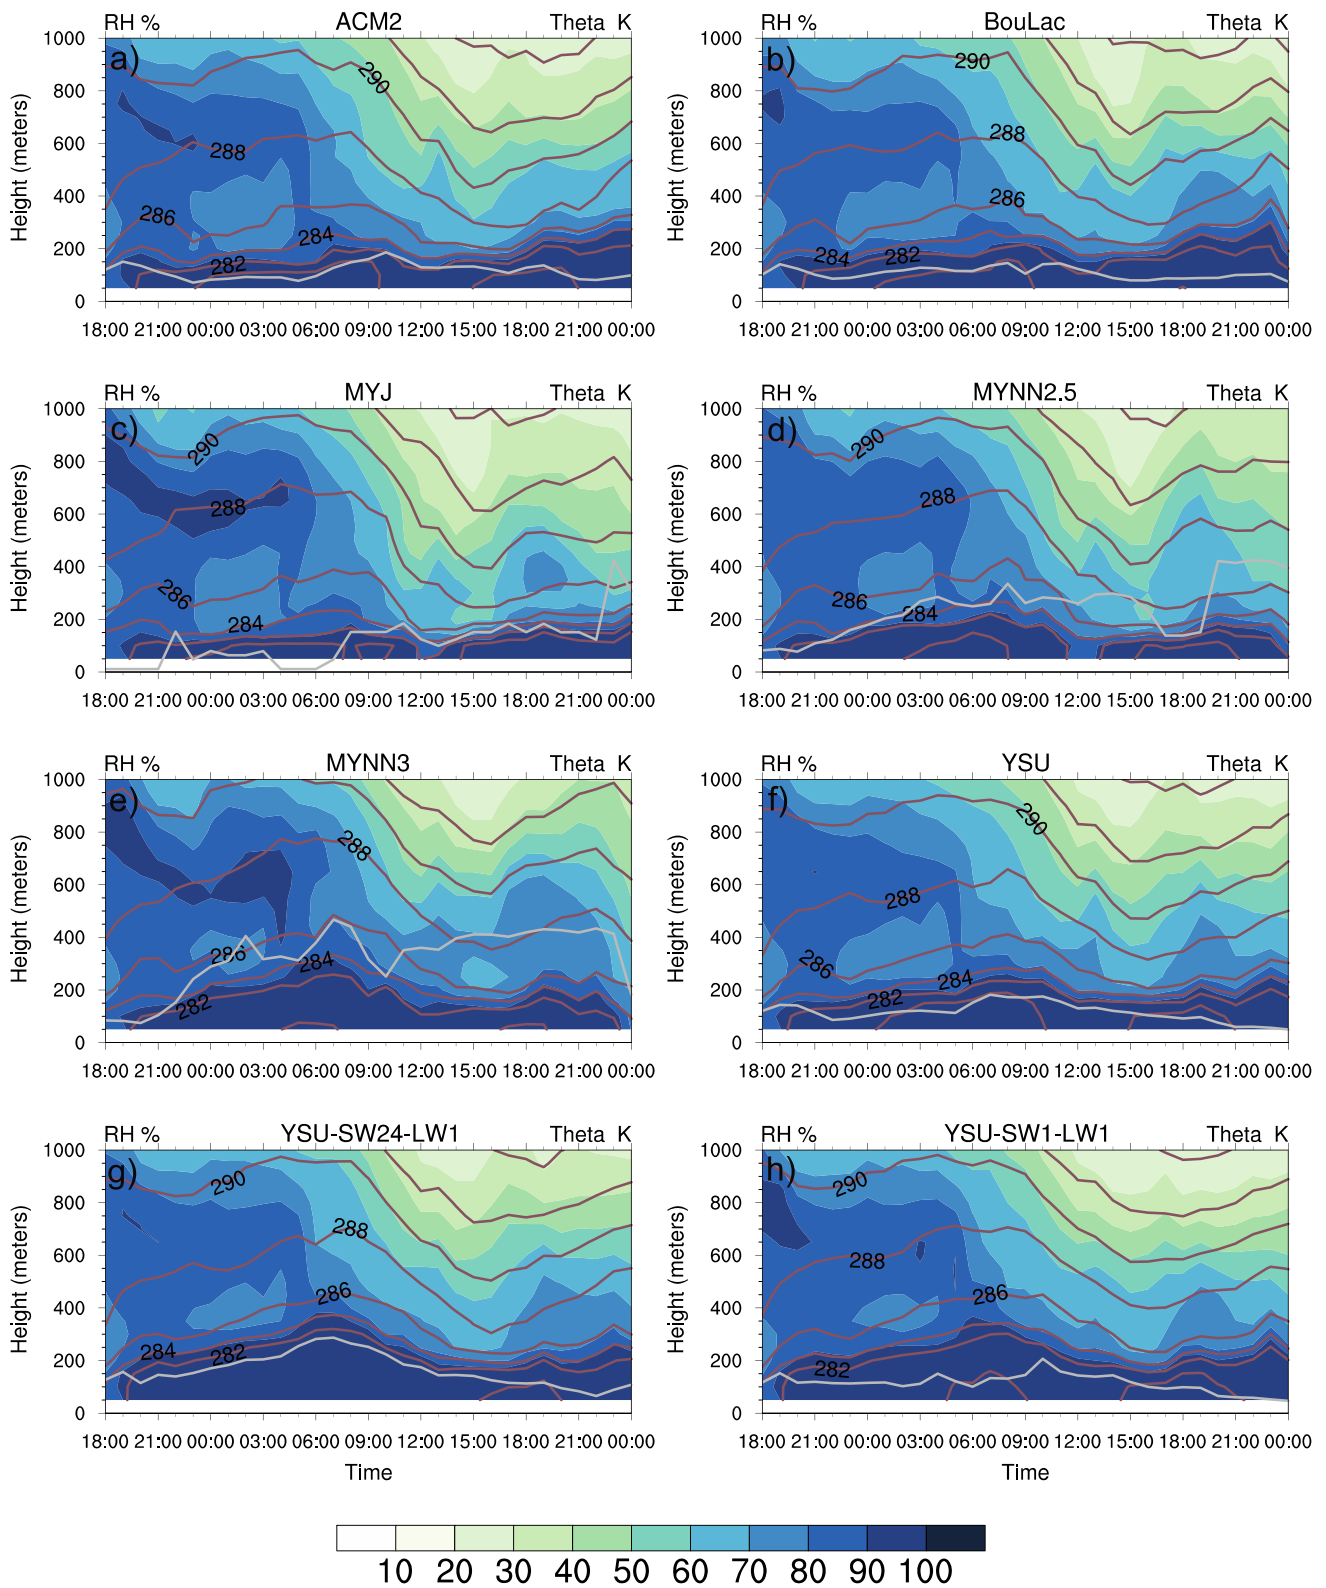 RH % ACM2 Theta K RH % BouLac Theta K
a) b)
Height (meters) Height (meters)
1000 800 600 400 200 0 1000 800 600 400 200 0
290 288 286 284 282 290 288 286 284 282
18:00 21:00 00:00 03:00 06:00 09:00 12:00 15:00 18:00 21:00 00:00 18:00 21:00 00:00 03:00 06:00 09:00 12:00 15:00 18:00 21:00 00:00
RH % MYJ Theta K RH % MYNN2.5 Theta K
c) d)
Height (meters) Height (meters)
1000 800 600 400 200 0 1000 800 600 400 200 0
290 288 286 284 290 288 286 284
18:00 21:00 00:00 03:00 06:00 09:00 12:00 15:00 18:00 21:00 00:00 18:00 21:00 00:00 03:00 06:00 09:00 12:00 15:00 18:00 21:00 00:00
RH % MYNN3 Theta K RH % YSU Theta K
e) f)
Height (meters) Height (meters)
1000 800 600 400 200 0 1000 800 600 400 200 0
288 286 284 282 290 288 286 284 282
18:00 21:00 00:00 03:00 06:00 09:00 12:00 15:00 18:00 21:00 00:00 18:00 21:00 00:00 03:00 06:00 09:00 12:00 15:00 18:00 21:00 00:00
RH % YSU-SW24-LW1 Theta K RH % YSU-SW1-LW1 Theta K
g) h)
Height (meters) Height (meters)
1000 800 600 400 200 0 1000 800 600 400 200 0
290 288 286 284 282 290 288 286 282
18:00 21:00 00:00 03:00 06:00 09:00 12:00 15:00 18:00 21:00 00:00 18:00 21:00 00:00 03:00 06:00 09:00 12:00 15:00 18:00 21:00 00:00
Time Time
10 20 30 40 50 60 70 80 90 100